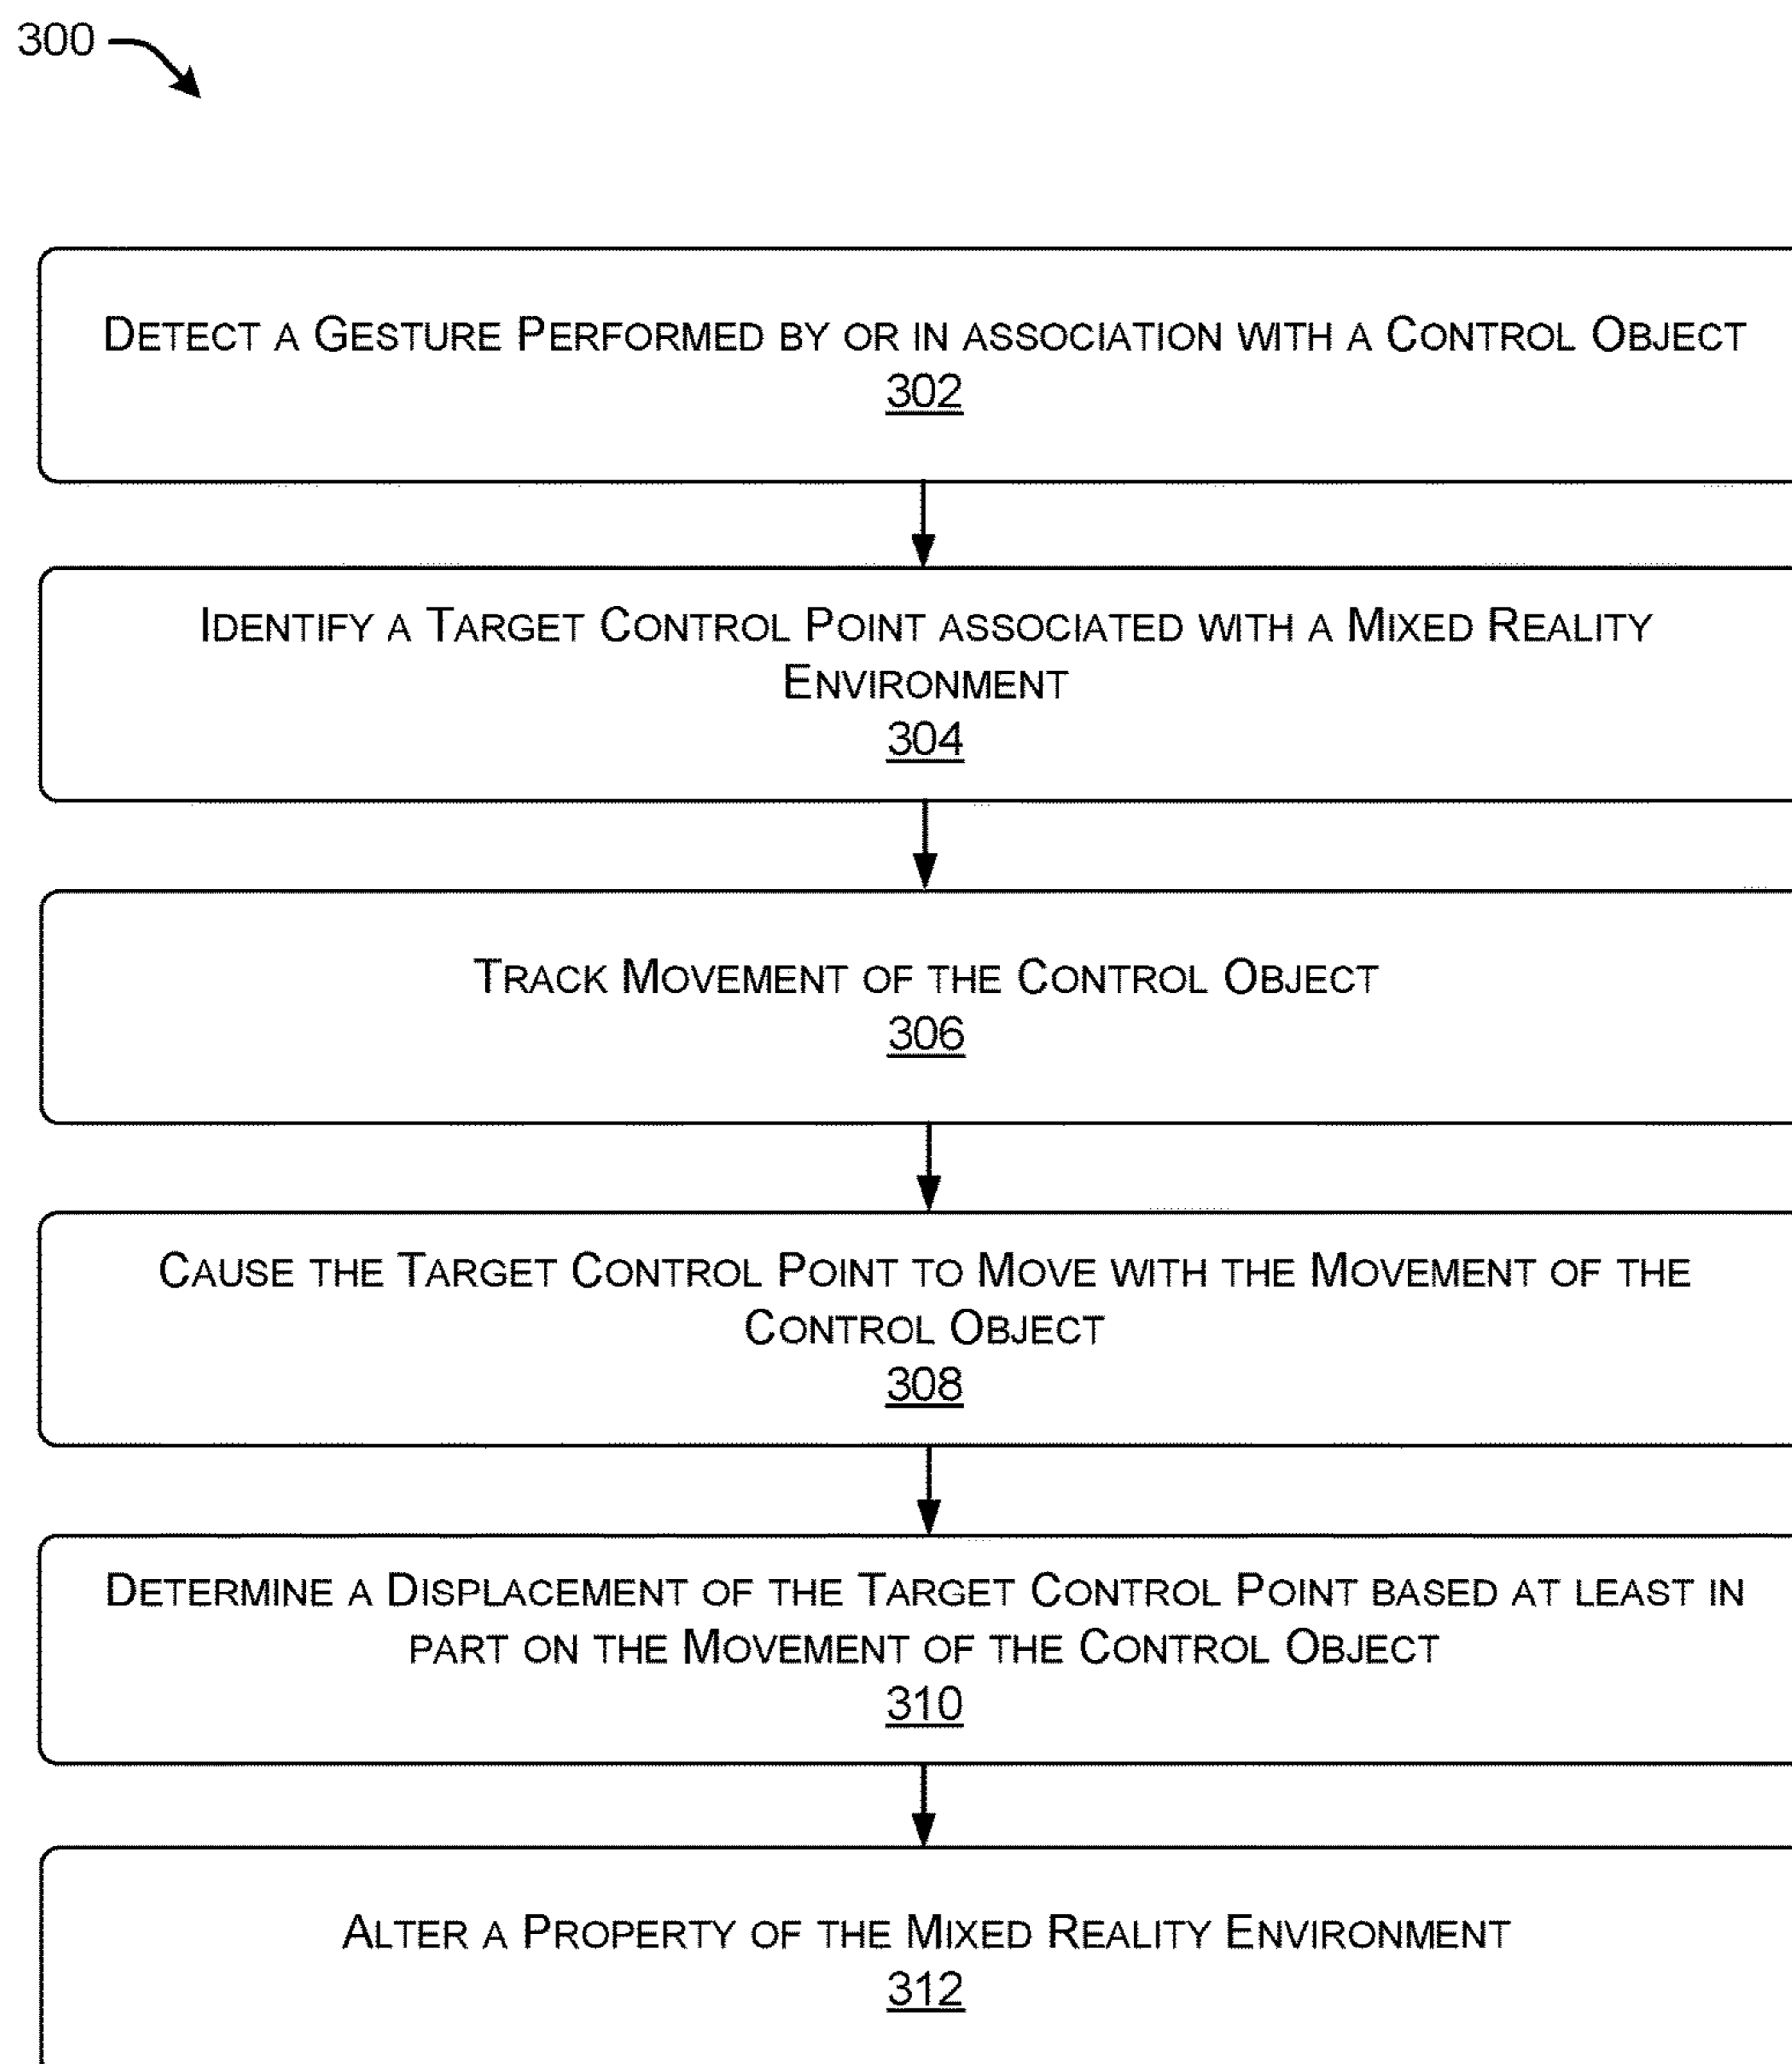 300
DETECT A GESTURE PERFORMED BY OR IN ASSOCIATION WITH A CONTROL OBJECT
302
IDENTIFY A TARGET CONTROL POINT ASSOCIATED WITH A MIXED REALITY
ENVIRONMENT
304
TRACK MOVEMENT OF THE CONTROL OBJECT
306
CAUSE THE TARGET CONTROL POINT TO MOVE WITH THE MOVEMENT OF THE
CONTROL OBJECT
308
DETERMINE A DISPLACEMENT OF THE TARGET CONTROL POINT BASED AT LEAST IN
PART ON THE MOVEMENT OF THE CONTROL OBJECT
310
ALTER A PROPERTY OF THE MIXED REALITY ENVIRONMENT
312